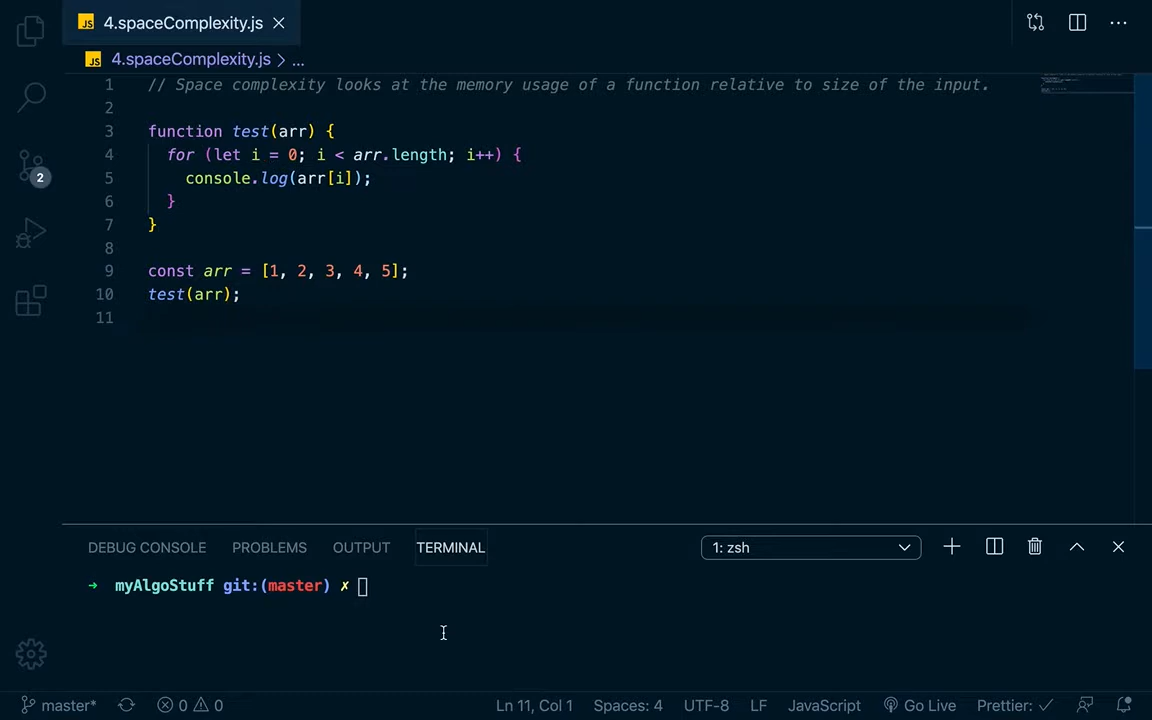 JS 4.spaceComplexity.js ×
JS 4.spaceComplexity.js > ...
1 // Space complexity looks at the memory usage of a function relative to size of the input.
2
3 function test(arr) {
4 for (let i = 0; i < arr.length; i++) {
5 console.log(arr[i]);
6 }
7 }
8
9 const arr = [1, 2, 3, 4, 5];
10 test(arr);
11
2
DEBUG CONSOLE PROBLEMS OUTPUT TERMINAL 1: zsh
→ myAlgoStuff git:(master) ✗
master* 0 0 Ln 11, Col 1 Spaces: 4 UTF-8 LF JavaScript Go Live Prettier: ✓